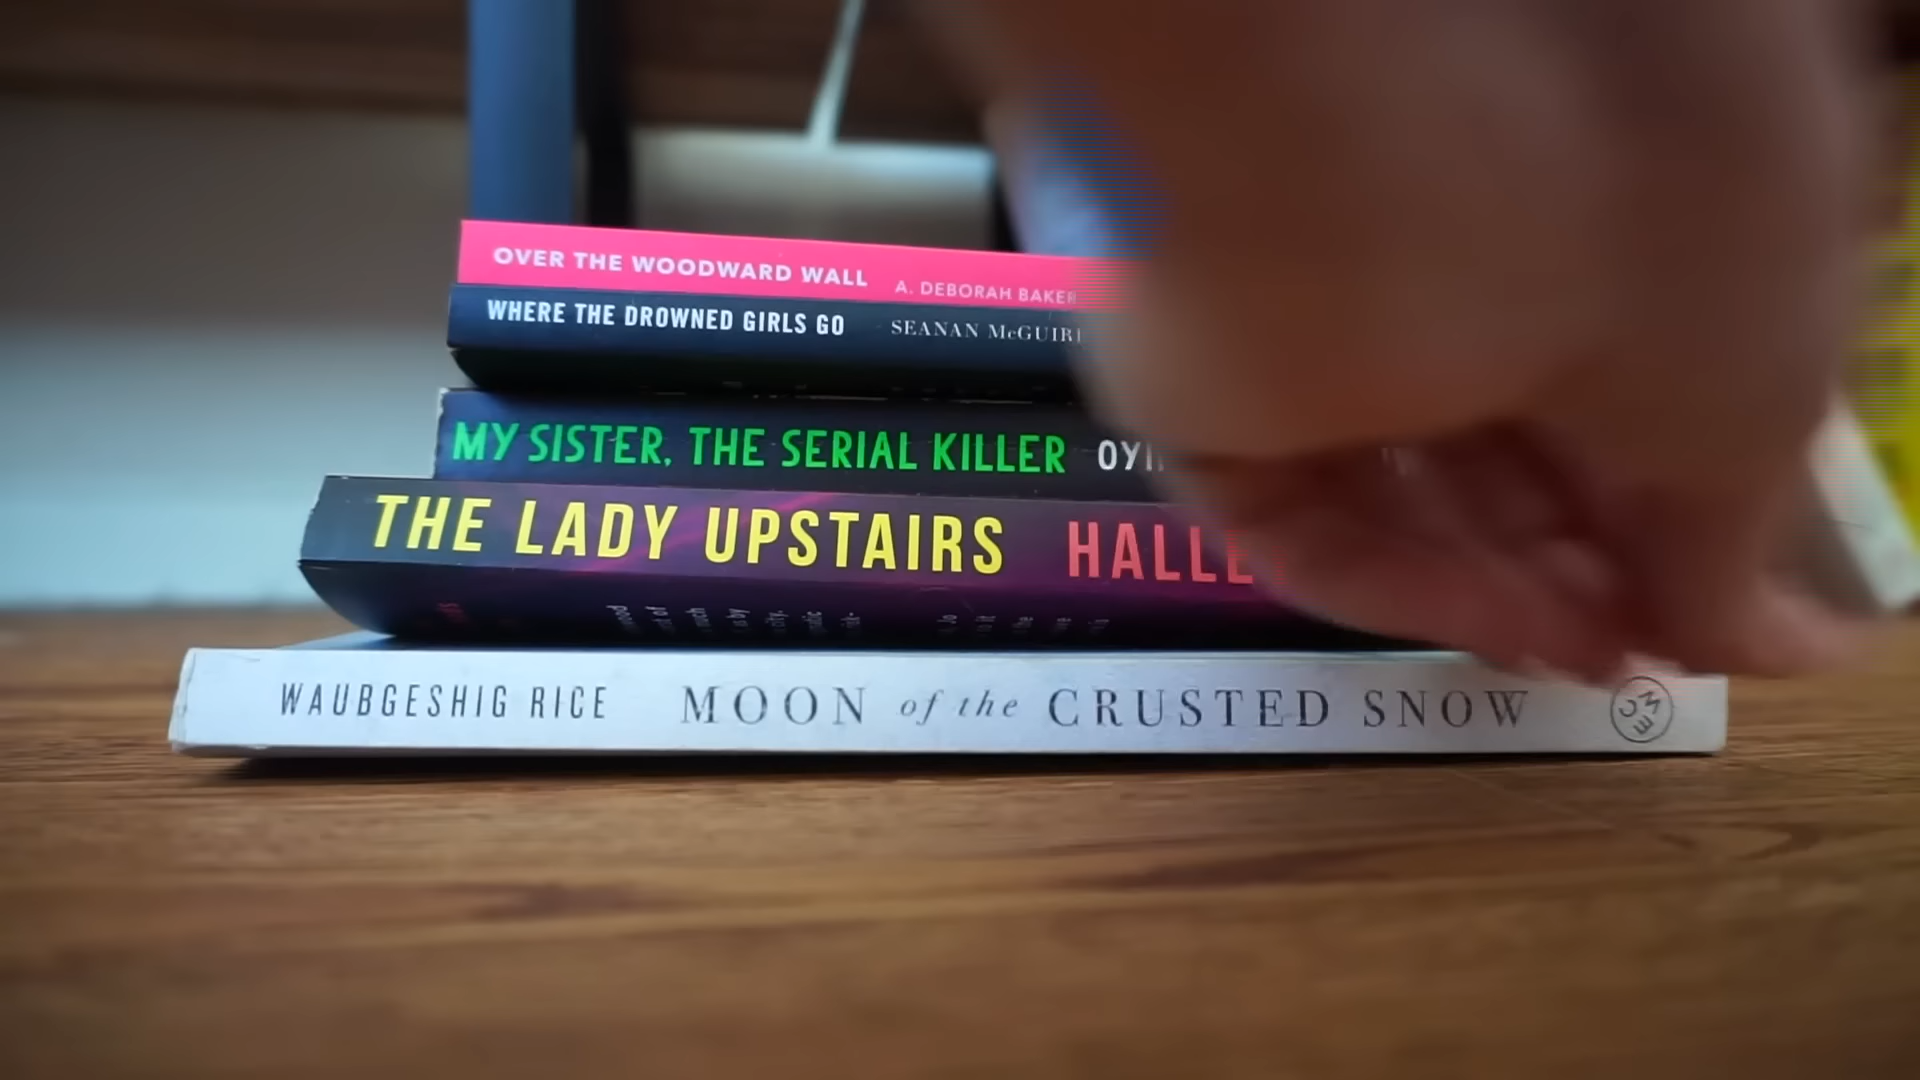 OVER THE WOODWARD WALL A. DEBORAH BAKER
WHERE THE DROWNED GIRLS GO SEANAN McGUIRE
MY SISTER, THE SERIAL KILLER
THE LADY UPSTAIRS HALLE
WAUBGESHIG RICE MOON of the CRUSTED SNOW